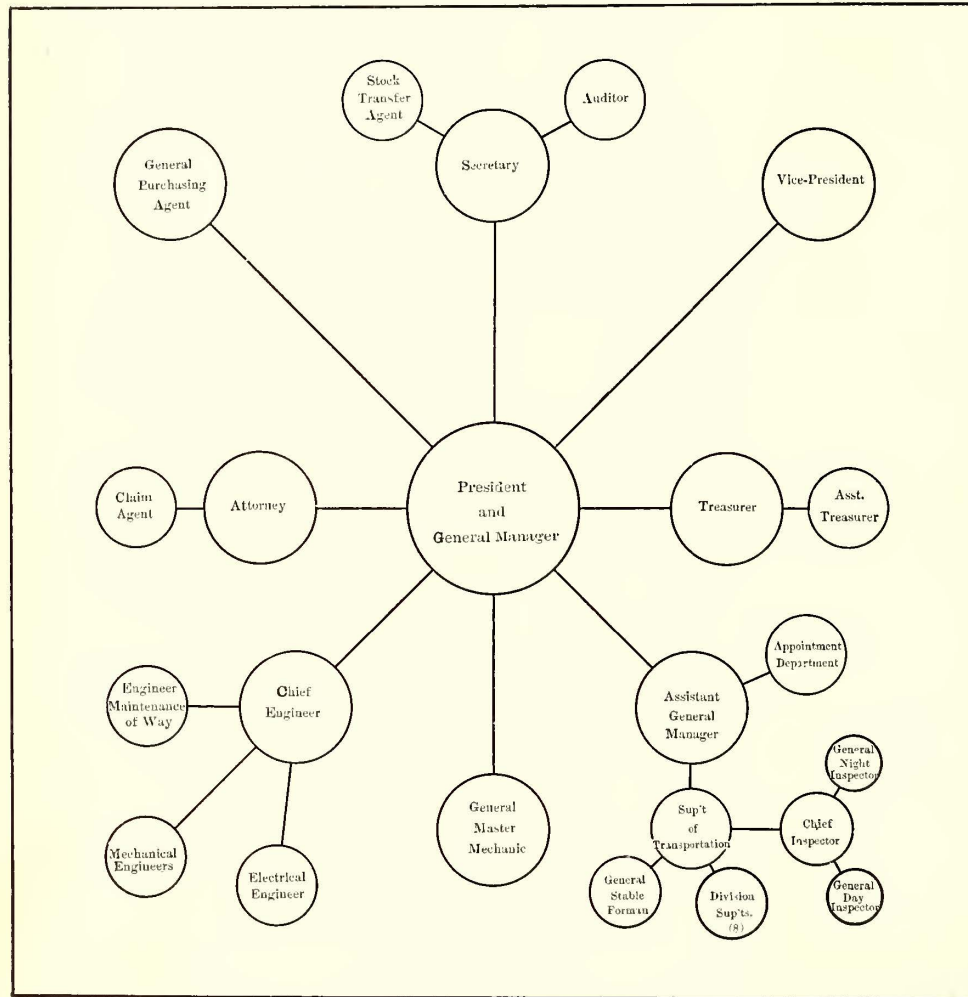 Stock
Transfer
Agent
Auditor
Secretary
General
Purchasing
Agent
Vice-President
President
and
General Manager
Claim
Agent
Attorney
Treasurer
Asst.
Treasurer
Engineer
Maintenance
of Way
Chief
Engineer
Mechanical
Engineers
Electrical
Engineer
General
Master
Mechanic
Assistant
General
Manager
Appointment
Department
Sup't
of
Transportation
Chief
Inspector
General
Night
Inspector
General
Day
Inspector
General
Stable
Forman
Division
Sup'ts.
(8)